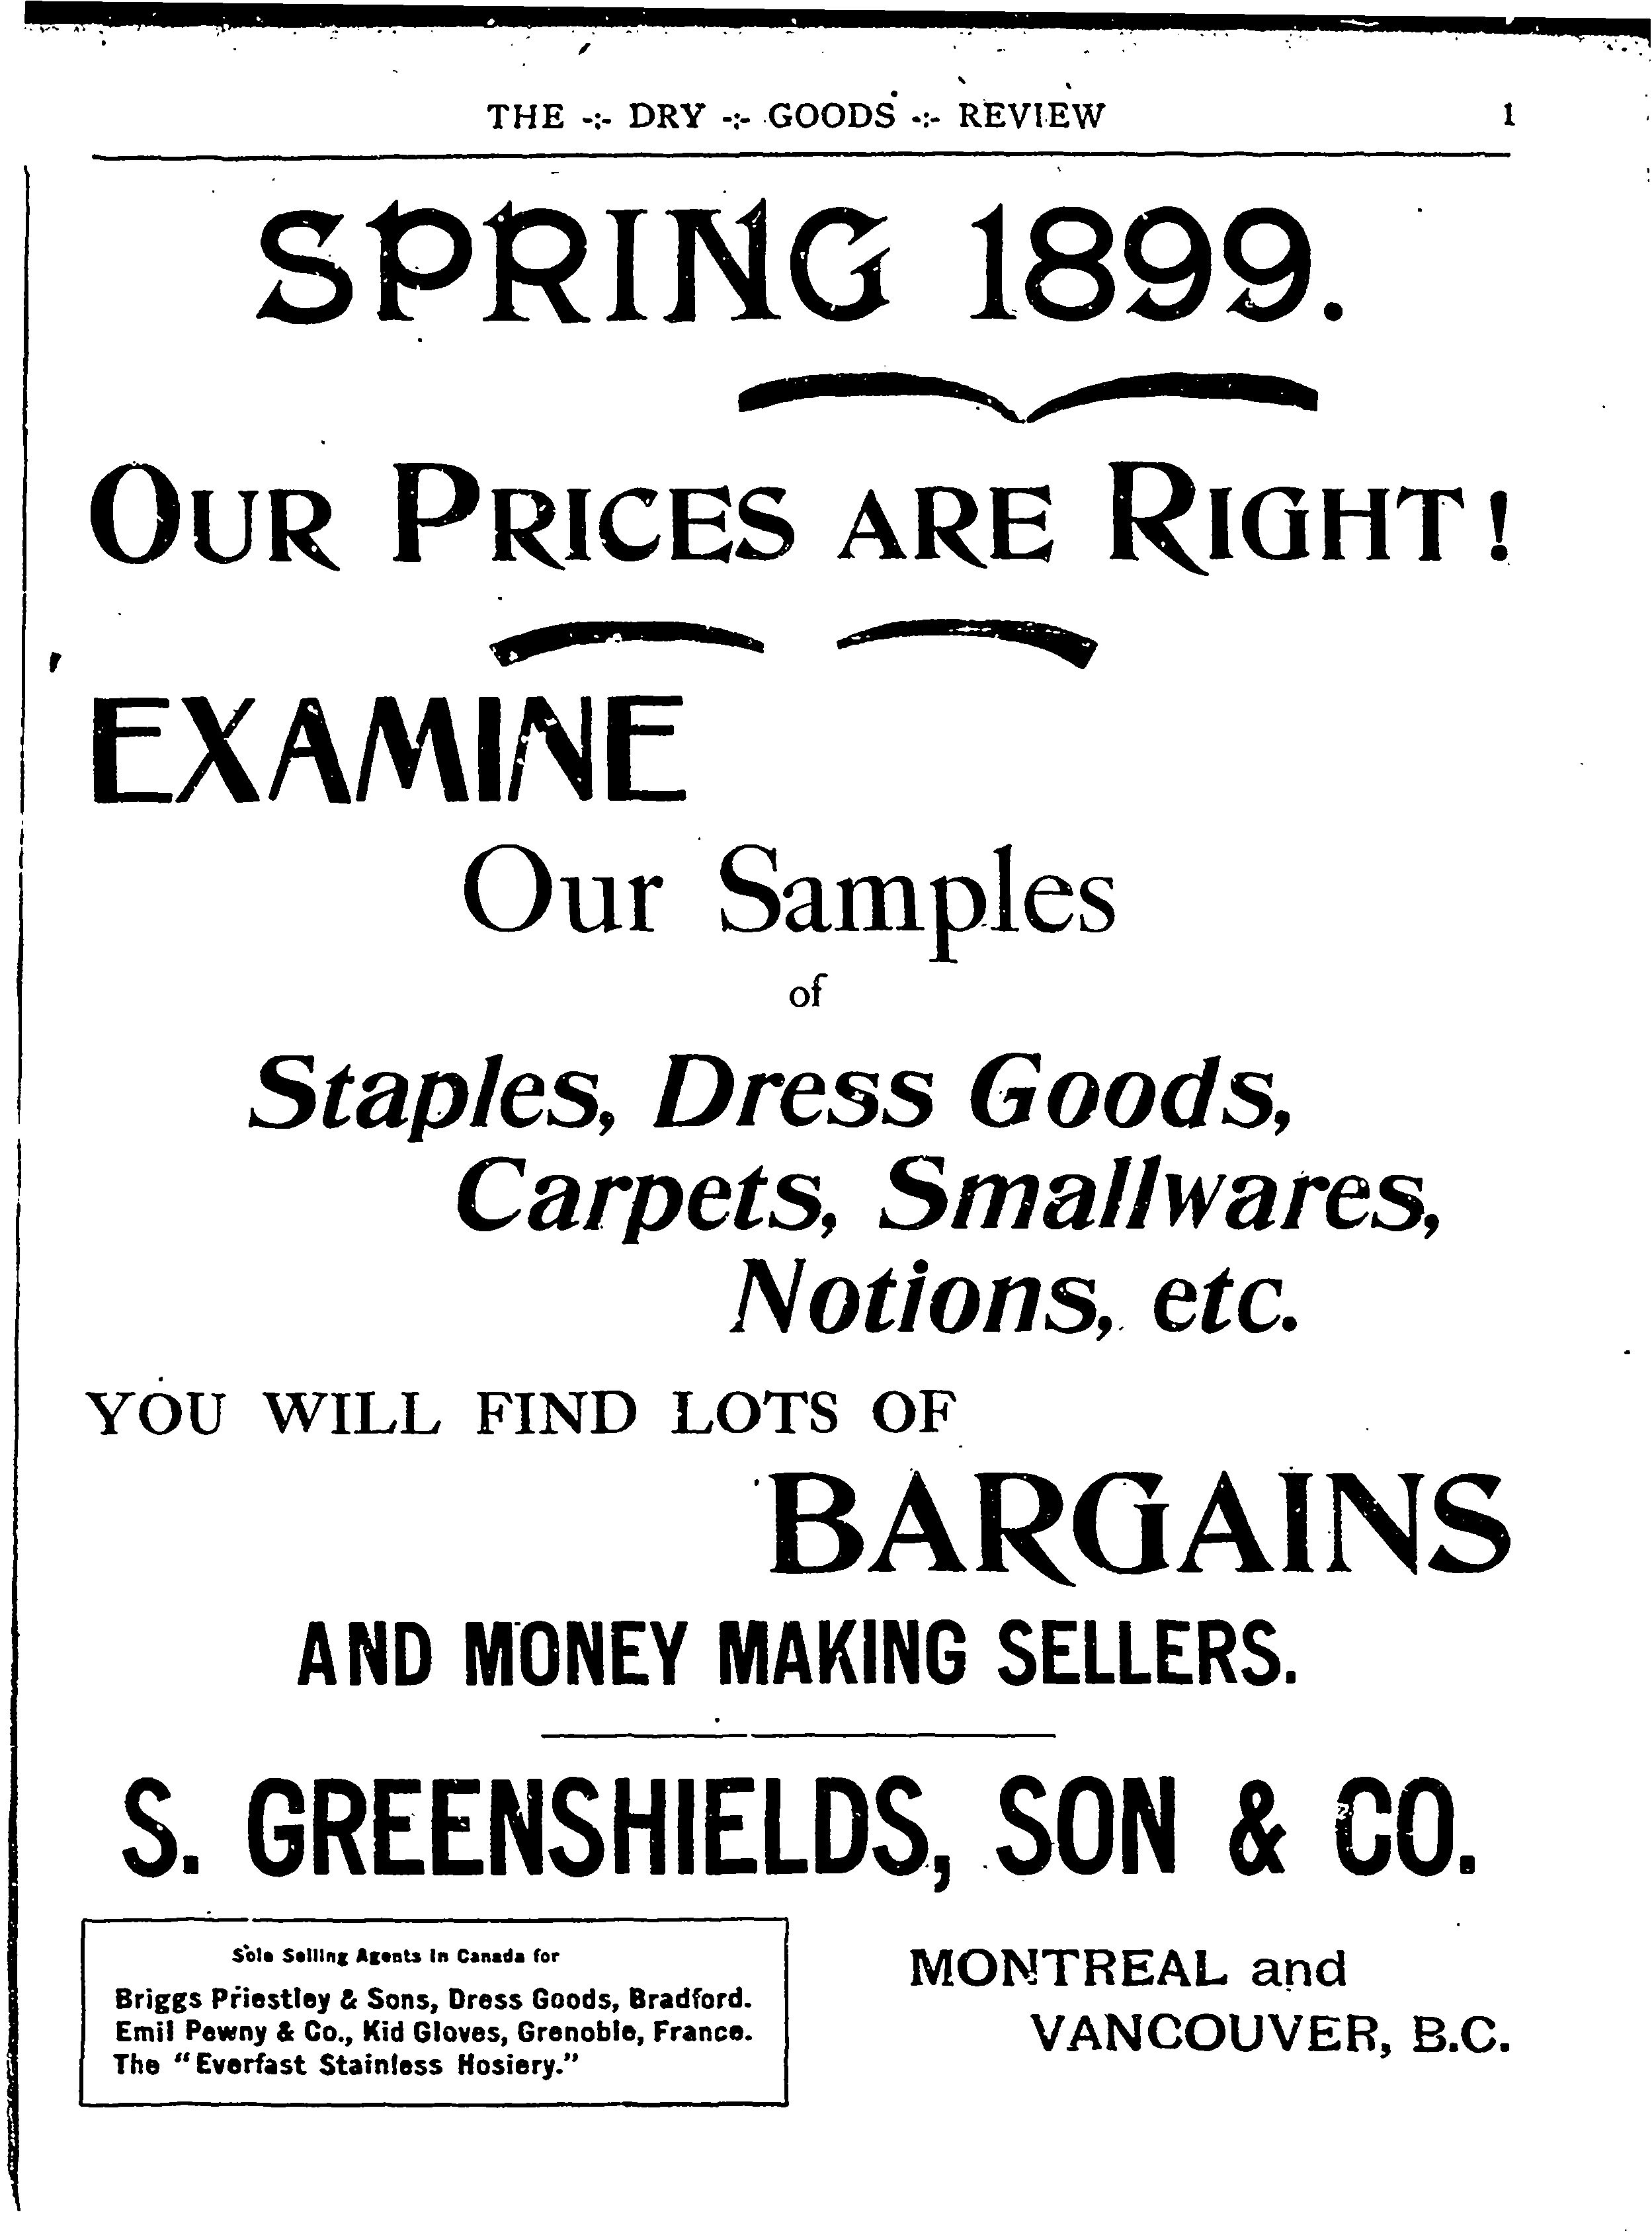 THE -:- DRY -:- GOODS -:- REVIEW 1
SPRING 1899.
OUR PRICES ARE RIGHT!
EXAMINE
Our Samples
of
Staples, Dress Goods,
Carpets, Smallwares,
Notions, etc.
YOU WILL FIND LOTS OF
BARGAINS
AND MONEY MAKING SELLERS.
S. GREENSHIELDS, SON & CO.
Sole Selling Agents in Canada for
Briggs Priestley & Sons, Dress Goods, Bradford.
Emil Pewny & Co., Kid Gloves, Grenoble, France.
The "Everfast Stainless Hosiery."
MONTREAL and
VANCOUVER, B.C.